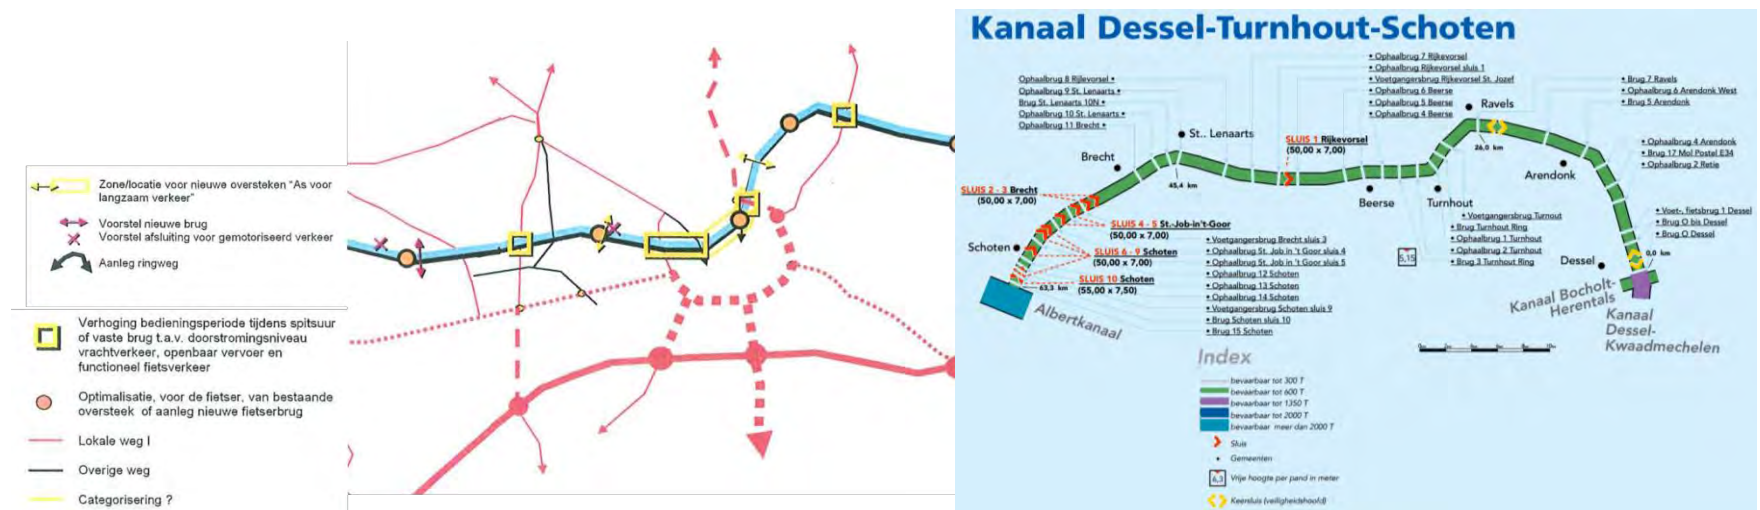 Zone/locatie voor nieuwe oversteken "As voor
langzaam verkeer"
Voorstel nieuwe brug
Voorstel afsluiting voor gemotoriseerd verkeer
Aanleg ringweg
Verhoging bedieningsperiode tijdens spitsuur
of vaste brug t.a.v. doorstromingsniveau
vrachtverkeer, openbaar vervoer en
functioneel fietsverkeer
Optimalisatie, voor de fietser, van bestaande
oversteek of aanleg nieuwe fietserbrug
Lokale weg I
Overige weg
Categorisering ?
Kanaal Dessel-Turnhout-Schoten
Ophaalbrug 8 Rijkevorsel •
Ophaalbrug 9 St. Lenaarts •
Brug St. Lenaarts 10N •
Ophaalbrug 10 St. Lenaarts •
Ophaalbrug 11 Brecht •
• Ophaalbrug 7 Rijkevorsel
• Ophaalbrug Rijkevorsel sluis 1
• Voetgangersbrug Rijkevorsel St. Jozef
• Ophaalbrug 6 Beerse
• Ophaalbrug 5 Beerse
• Ophaalbrug 4 Beerse
• Brug 7 Ravels
• Ophaalbrug 6 Arendonk West
• Brug 5 Arendonk
• Ophaalbrug 4 Arendonk
• Brug 17 Mol Postel E34
• Ophaalbrug 2 Retie
• Voet-, fietsbrug 1 Dessel
• Brug O bis Dessel
• Brug O Dessel
Ravels
26,0 km
St.. Lenaarts
45,4 km
SLUIS 1 Rijkevorsel
(50,00 x 7,00)
Brecht
SLUIS 2 - 3 Brecht
(50,00 x 7,00)
Arendonk
Beerse
Turnhout
• Voetgangersbrug Turnout
• Brug Turnhout Ring
• Ophaalbrug 1 Turnhout
• Ophaalbrug 2 Turnhout
• Brug 3 Turnhout Ring
5,15
SLUIS 4 - 5 St.-Job-in't-Goor
(50,00 x 7,00)
SLUIS 6 - 9 Schoten
(50,00 x 7,00)
SLUIS 10 Schoten
(55,00 x 7,50)
Schoten
63,3 km
Albertkanaal
• Voetgangersbrug Brecht sluis 3
• Ophaalbrug St. Job in 't Goor sluis 4
• Ophaalbrug St. Job in 't Goor sluis 5
• Ophaalbrug 12 Schoten
• Ophaalbrug 13 Schoten
• Ophaalbrug 14 Schoten
• Voetgangersbrug Schoten sluis 9
• Brug Schoten sluis 10
• Brug 15 Schoten
Dessel
0,0 km
Kanaal Bocholt-
Herentals
Kanaal
Dessel-
Kwaadmechelen
Index
bevaarbaar tot 300 T
bevaarbaar tot 600 T
bevaarbaar tot 1350 T
bevaarbaar tot 2000 T
bevaarbaar meer dan 2000 T
Sluis
Gemeenten
6,3
Vrije hoogte per pand in meter
Keersluis (veiligheidshoofd)